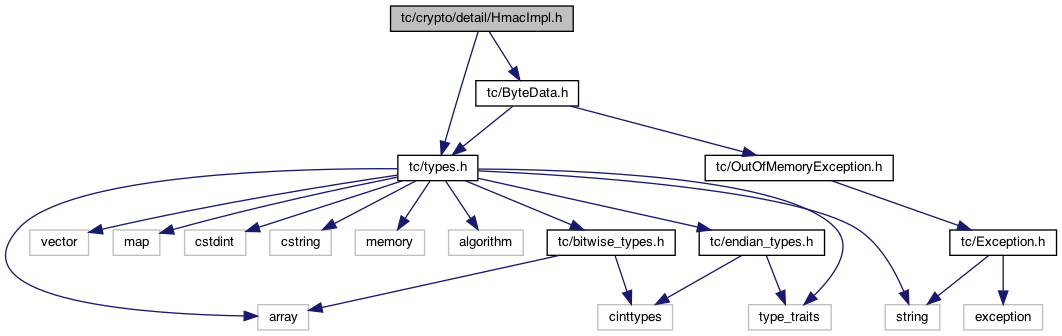 tc/crypto/detail/HmacImpl.h
tc/ByteData.h
tc/types.h
tc/OutOfMemoryException.h
vector
map
cstdint
cstring
memory
algorithm
tc/bitwise_types.h
tc/endian_types.h
tc/Exception.h
array
cinttypes
type_traits
string
exception